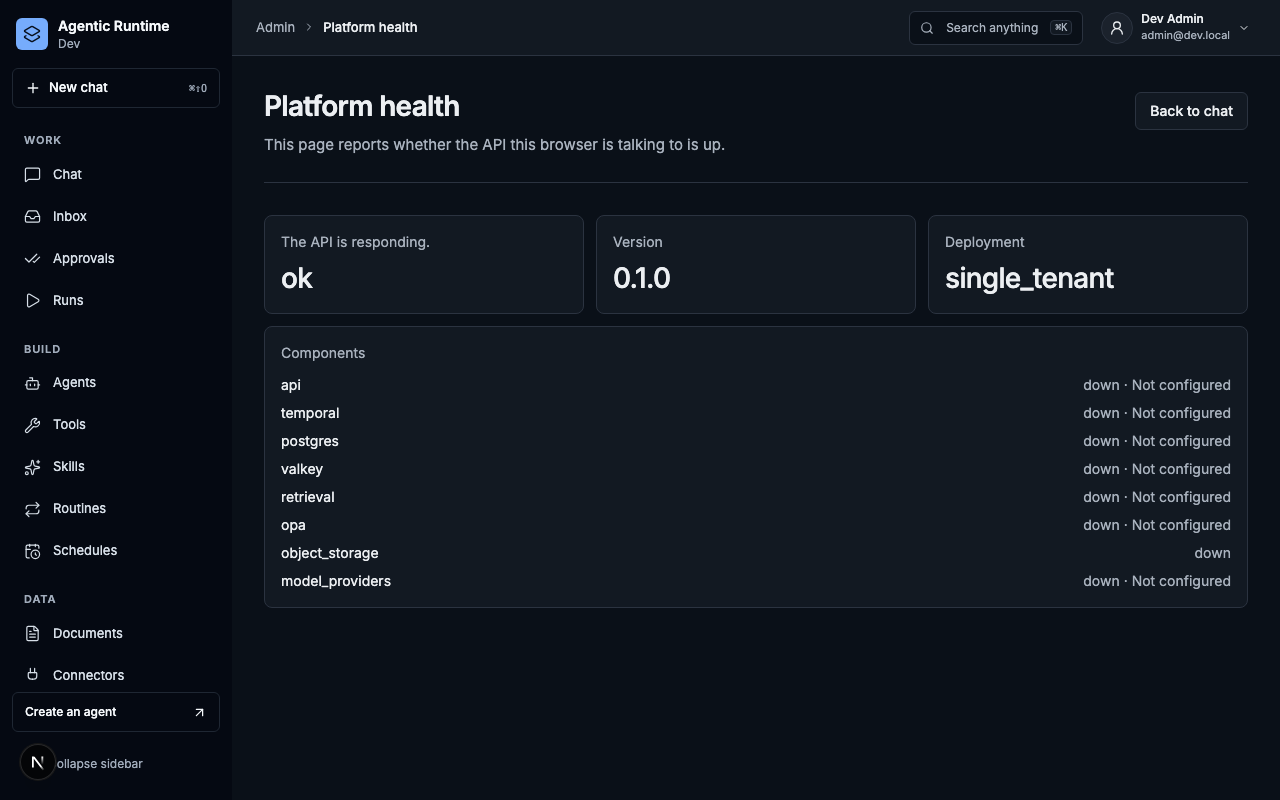 Agentic Runtime
Dev
New chat ⌘⇧O
WORK
Chat
Inbox
Approvals
Runs
BUILD
Agents
Tools
Skills
Routines
Schedules
DATA
Documents
Connectors
Create an agent
N
ollapse sidebar
Admin Platform health
Search anything ⌘K
Dev Admin
admin@dev.local
Platform health
Back to chat
This page reports whether the API this browser is talking to is up.
The API is responding.
ok
Version
0.1.0
Deployment
single_tenant
Components
api down · Not configured
temporal down · Not configured
postgres down · Not configured
valkey down · Not configured
retrieval down · Not configured
opa down · Not configured
object_storage down
model_providers down · Not configured